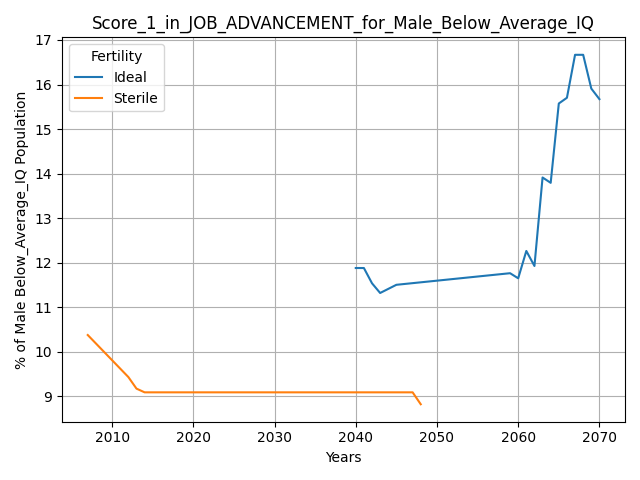 Score_1_in_JOB_ADVANCEMENT_for_Male_Below_Average_IQ
17
16
15
14
13
12
11
10
9
% of Male Below_Average_IQ Population
Fertility
Ideal
Sterile
2010 2020 2030 2040 2050 2060 2070
Years